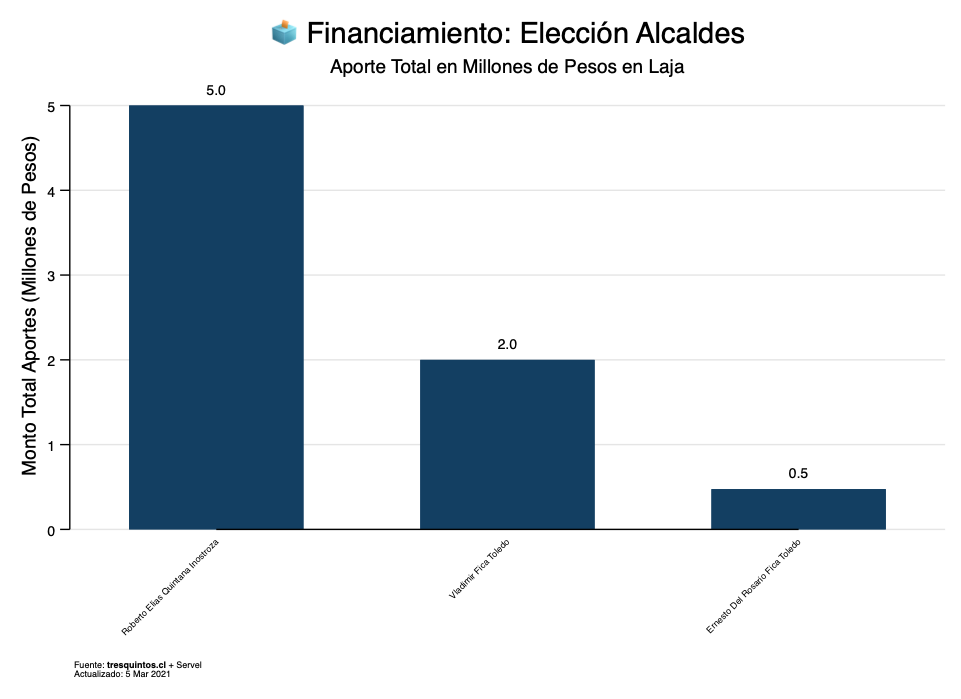 🗳️ Financiamiento: Elección Alcaldes
Aporte Total en Millones de Pesos en Laja
Monto Total Aportes (Millones de Pesos)
5
4
3
2
1
0
5.0
2.0
0.5
Roberto Elias Quintana Inostroza
Vladimir Fica Toledo
Ernesto Del Rosario Fica Toledo
Fuente: tresquintos.cl + Servel
Actualizado: 5 Mar 2021